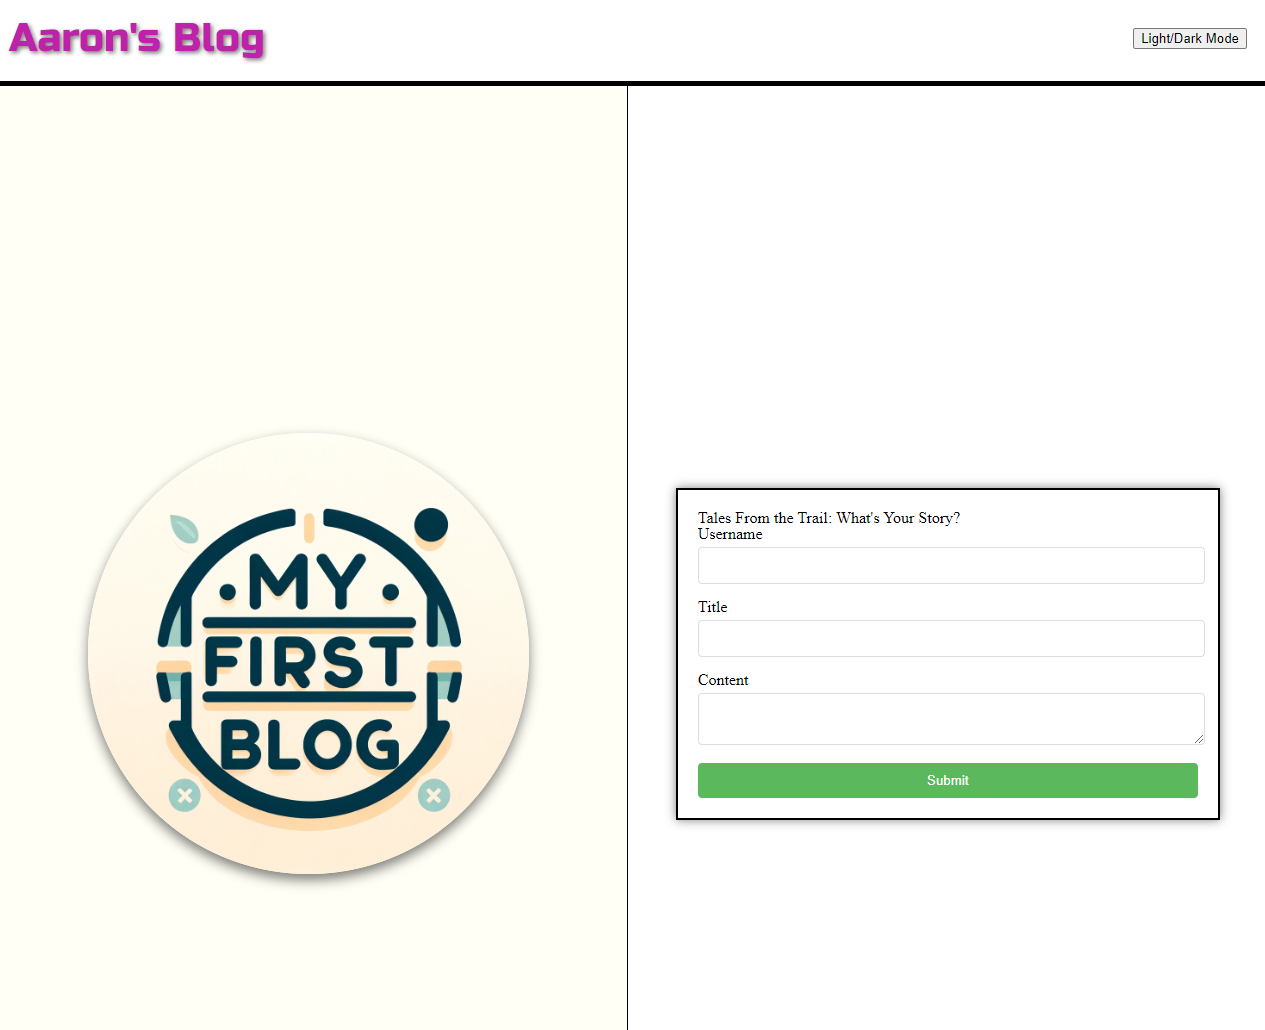 Aaron's Blog
Light/Dark Mode
MY
FIRST
BLOG
Tales From the Trail: What's Your Story?
Username
Title
Content
Submit